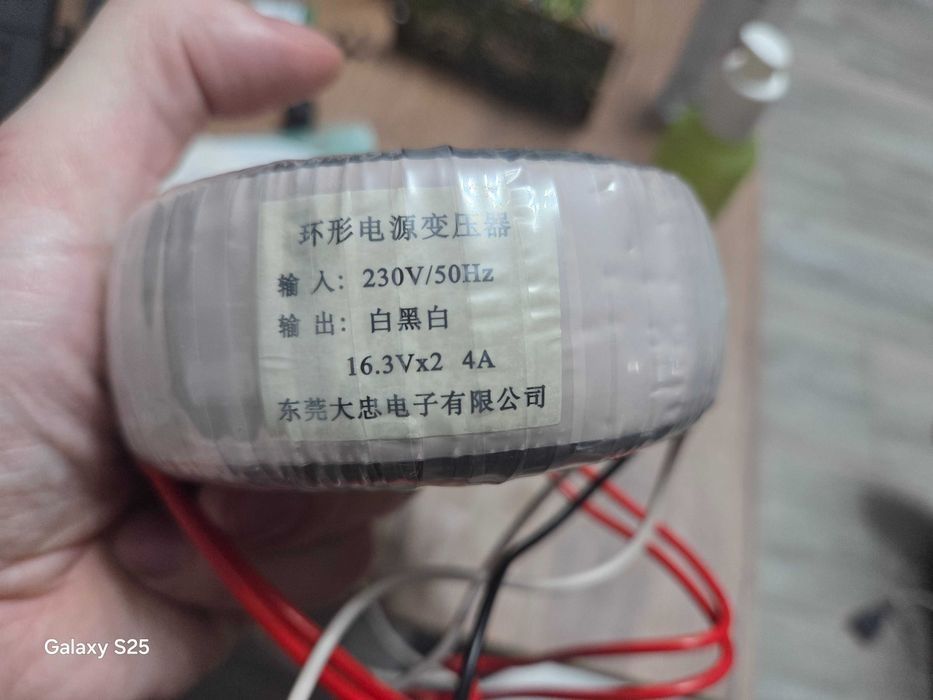 环形电源变压器
输 入： 230V/50Hz
输 出： 白黑白
16.3Vx2 4A
东莞大忠电子有限公司
Galaxy S25